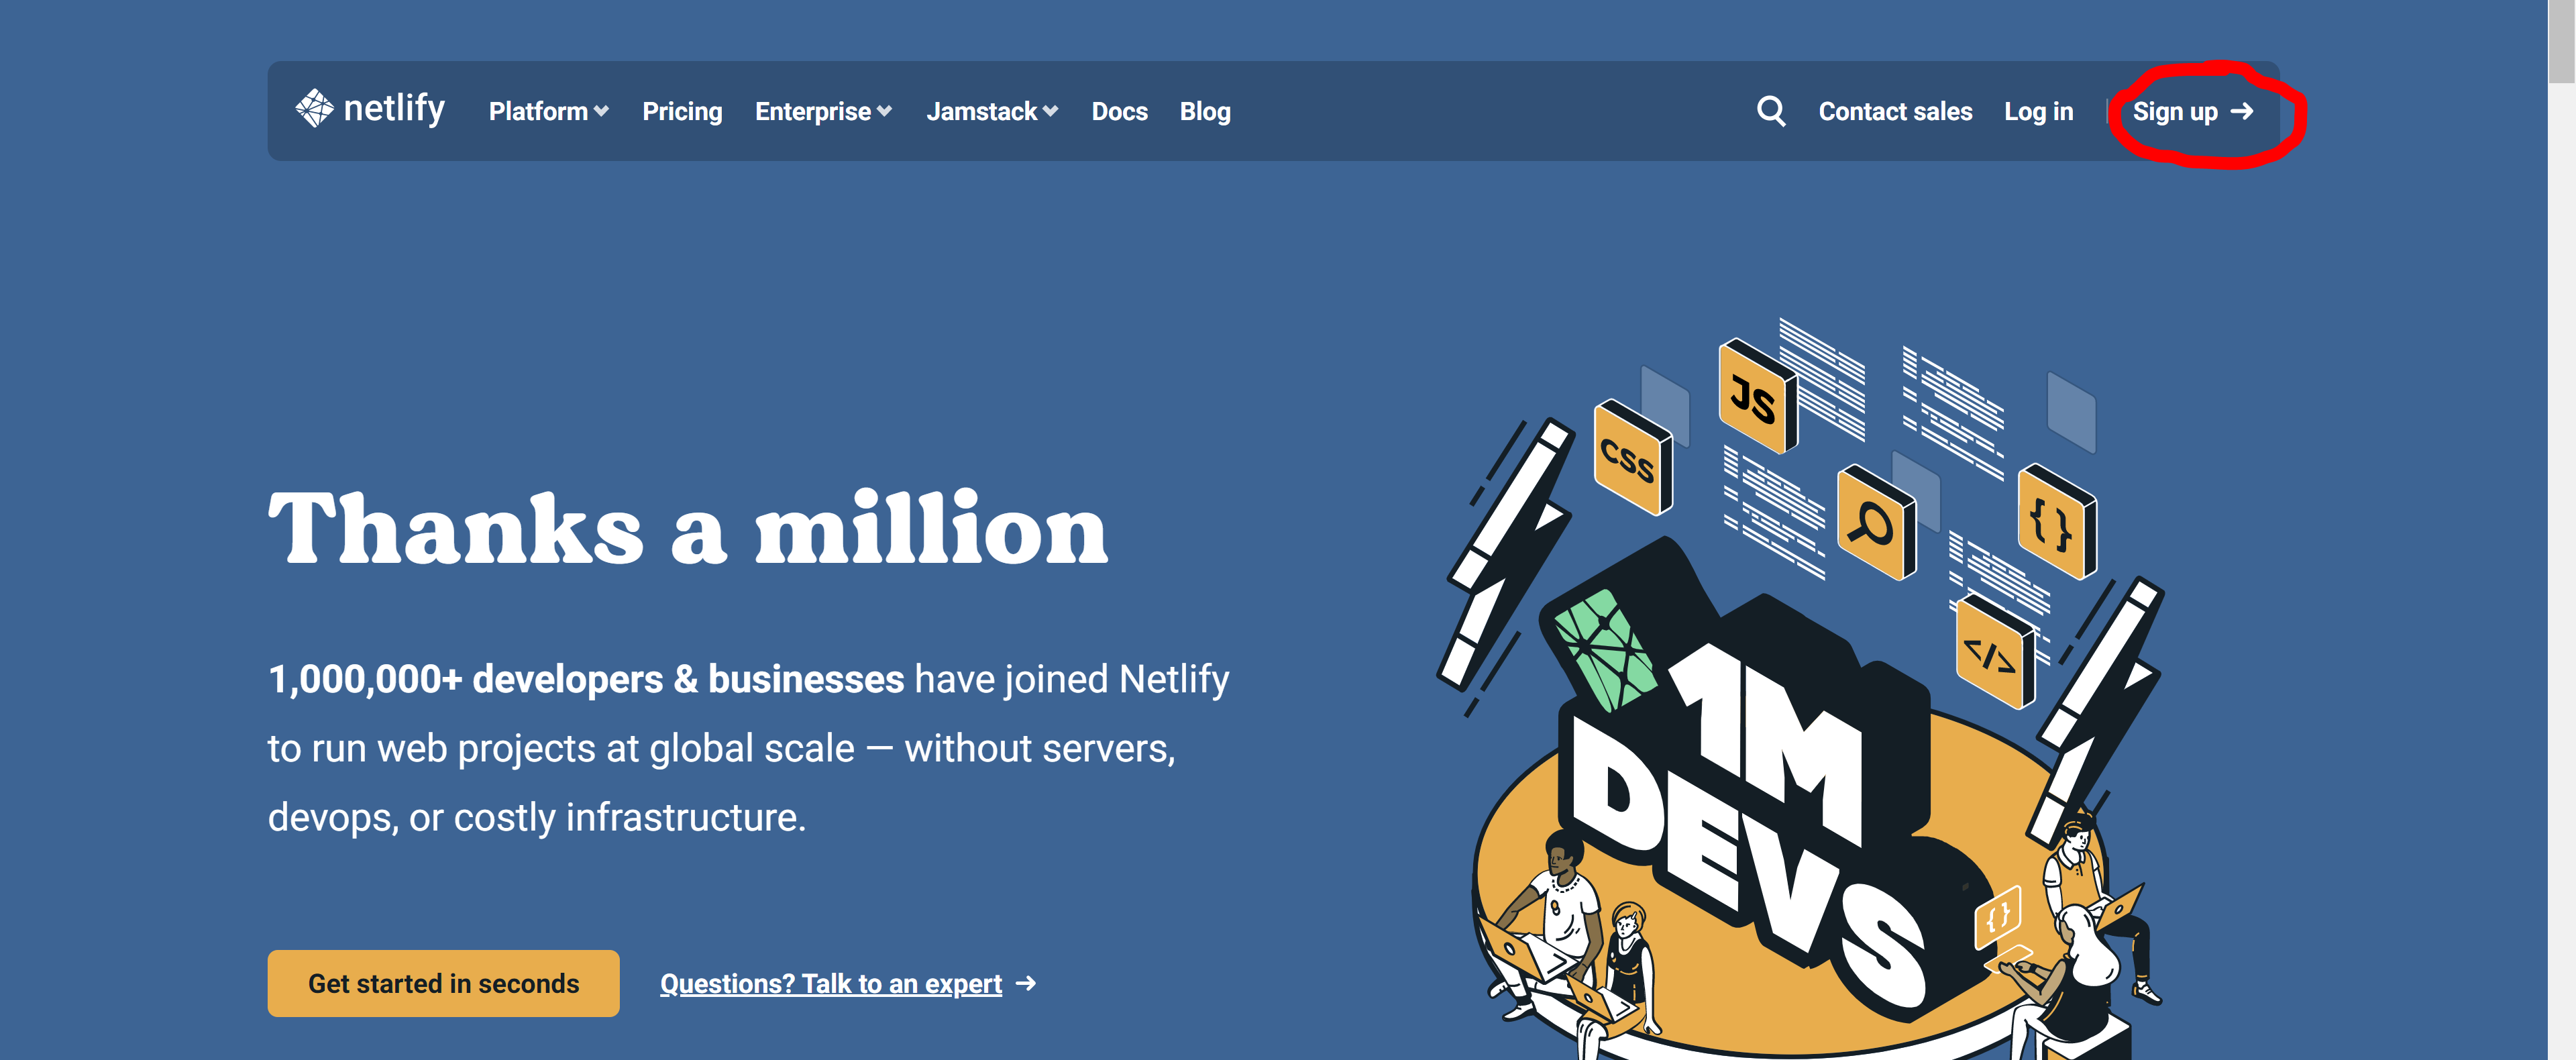 netlify Platform Pricing Enterprise Jamstack Docs Blog Contact sales Log in Sign up →
Thanks a million
1,000,000+ developers & businesses have joined Netlify
to run web projects at global scale — without servers,
devops, or costly infrastructure.
Get started in seconds Questions? Talk to an expert →
JS
CSS
{ }
</>
1M
DEVS
{ }